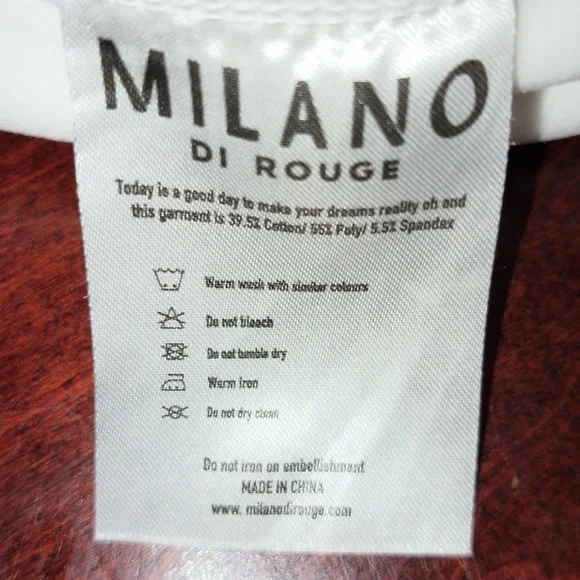 MILANO
DI ROUGE
Today is a good day to make your dreams reality oh and
this garment is 39.5% Cotton/ 55% Poly/ 5.5% Spandex
Warm wash with similar colours
Do not bleach
Do not tumble dry
Warm Iron
Do not dry clean
Do not iron on embellishment
MADE IN CHINA
www. milanodirouge.com